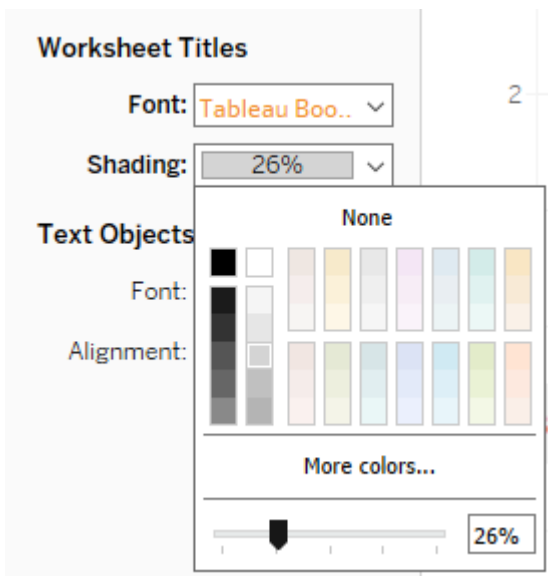 Worksheet Titles
Font: Tableau Boo..
2
Shading: 26%
None
Text Objects
Font:
Alignment:
More colors...
26%